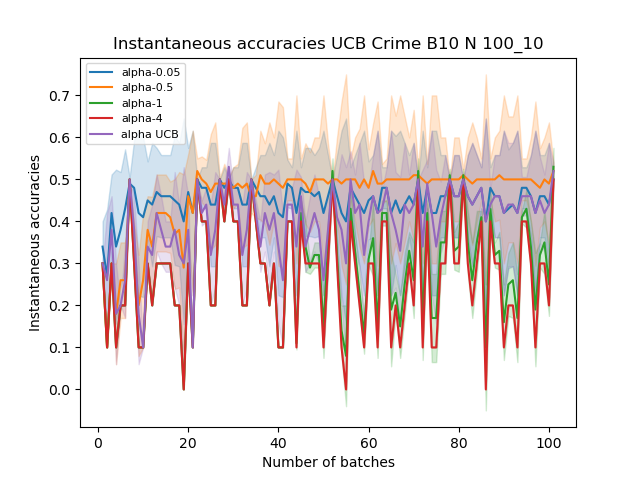 Instantaneous accuracies UCB Crime B10 N 100_10
alpha-0.05
alpha-0.5
alpha-1
alpha-4
alpha UCB
Instantaneous accuracies
0.7
0.6
0.5
0.4
0.3
0.2
0.1
0.0
0 20 40 60 80 100
Number of batches